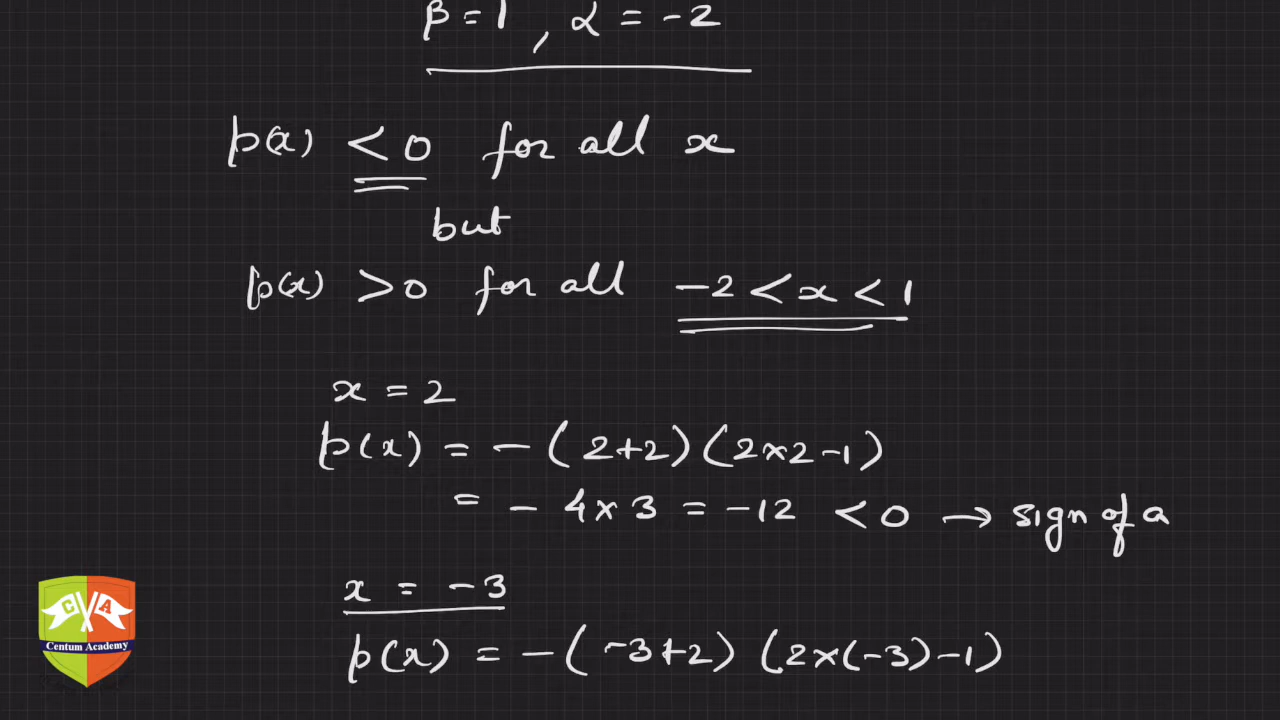 β = 1 , α = -2
p(x) < 0 for all x
but
p(x) > 0 for all -2 < x < 1
x = 2
p(x) = - (2+2) (2×2-1)
= - 4×3 = -12 < 0 → sign of a
x = -3
p(x) = - (-3+2) (2×(-3)-1)
C A
Centum Academy